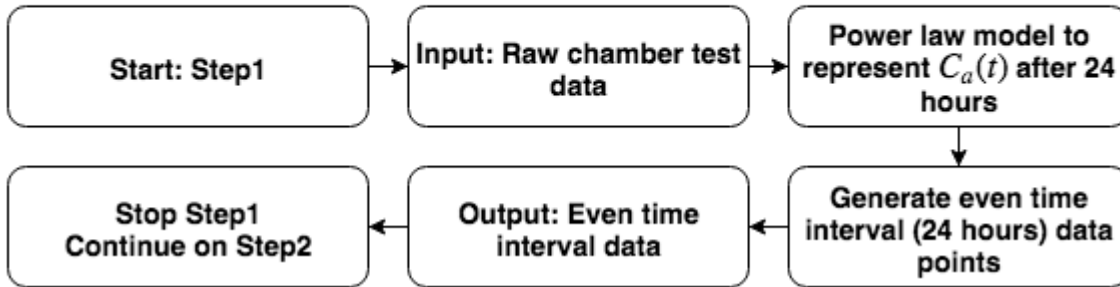 Start: Step1
Input: Raw chamber test
data
Power law model to
represent C_a(t) after 24
hours
Generate even time
interval (24 hours) data
points
Output: Even time
interval data
Stop Step1
Continue on Step2